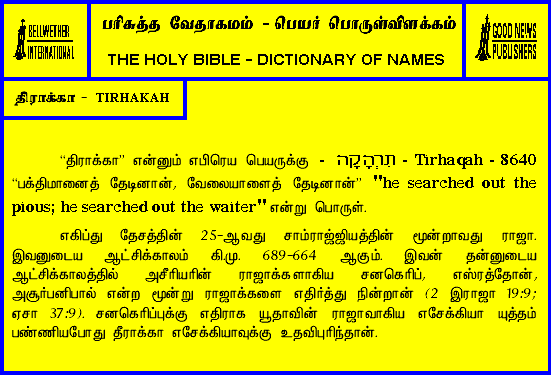 BELLWETHER
INTERNATIONAL
பரிசுத்த வேதாகமம் - பெயர் பொருள்விளக்கம்
THE HOLY BIBLE - DICTIONARY OF NAMES
GOOD NEWS
PUBLISHERS
திராக்கா - TIRHAKAH
“திராக்கா” என்னும் எபிரெய பெயருக்கு - תִּרְהָקָה - Tirhaqah - 8640
“பக்திமானைத் தேடினான், வேலையாளைத் தேடினான்” "he searched out the
pious; he searched out the waiter" என்று பொருள்.
எகிப்து தேசத்தின் 25-ஆவது சாம்ராஜ்ஜியத்தின் மூன்றாவது ராஜா.
இவனுடைய ஆட்சிக்காலம் கி.மு. 689-664 ஆகும். இவன் தன்னுடைய
ஆட்சிக்காலத்தில் அசீரியரின் ராஜாக்களாகிய சனகெரிப், எஸ்ரத்தோன்,
அசூர்பனிபால் என்ற மூன்று ராஜாக்களை எதிர்த்து நின்றான் (2 இராஜா 19:9;
ஏசா 37:9). சனகெரிப்புக்கு எதிராக யூதாவின் ராஜாவாகிய எசேக்கியா யுத்தம்
பண்ணியபோது தீராக்கா எசேக்கியாவுக்கு உதவிபுரிந்தான்.